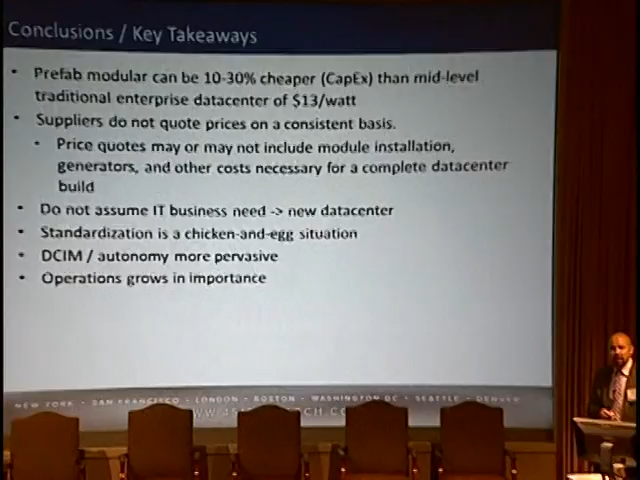 Conclusions / Key Takeaways
• Prefab modular can be 10-30% cheaper (CapEx) than mid-level
traditional enterprise datacenter of $13/watt
• Suppliers do not quote prices on a consistent basis.
• Price quotes may or may not include module installation,
generators, and other costs necessary for a complete datacenter
build
• Do not assume IT business need -> new datacenter
• Standardization is a chicken-and-egg situation
• DCIM / autonomy more pervasive
• Operations grows in importance
NEW YORK • SAN FRANCISCO • LONDON • BOSTON • WASHINGTON DC • SEATTLE • DENVER